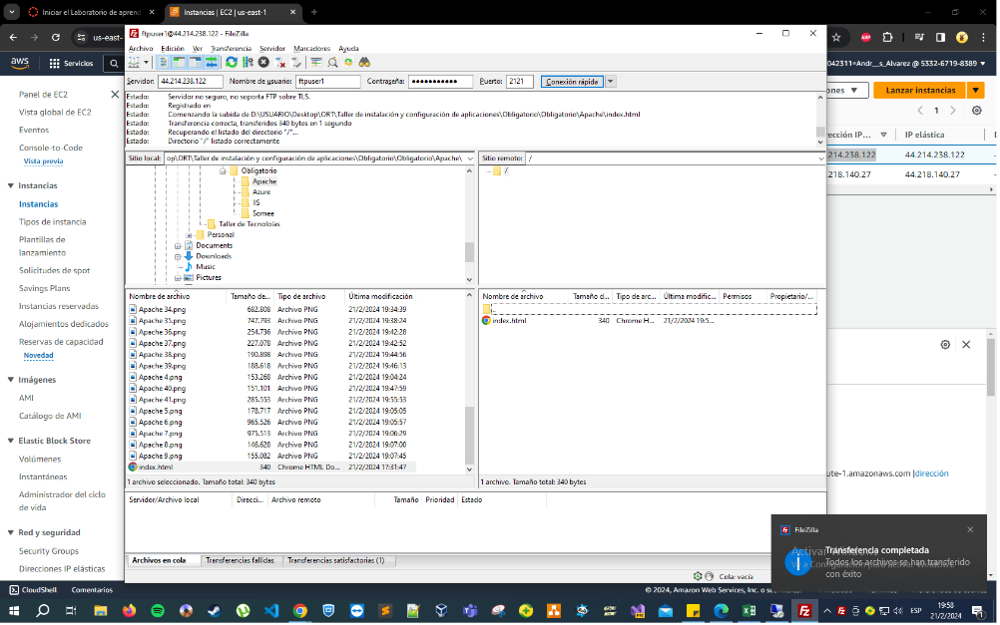 Iniciar el Laboratorio de apren
Instancias | EC2 | us-east-1
us-east-
ABP
aws
Servicios
042311=Andr__s_Alvarez @ 5332-6719-8389
Panel de EC2
Vista global de EC2
Eventos
Console-to-Code
Vista previa
Instancias
Instancias
Tipos de instancia
Plantillas de
lanzamiento
Solicitudes de spot
Savings Plans
Instancias reservadas
Alojamientos dedicados
Reservas de capacidad
Novedad
Imágenes
AMI
Catálogo de AMI
Elastic Block Store
Volúmenes
Instantáneas
Administrador del ciclo
de vida
Red y seguridad
Security Groups
Direcciones IP elásticas
ftpuser1@44.214.238.122 - FileZilla
Archivo Edición Ver Transferencia Servidor Marcadores Ayuda
Servidor: 44.214.238.122 Nombre de usuario: ftpuser1 Contraseña: ●●●●●●●●●●● Puerto: 2121 Conexión rápida
Estado: Servidor no seguro, no soporta FTP sobre TLS.
Estado: Registrado en
Estado: Comenzando la subida de D:\USUARIO\Desktop\ORT\Taller de instalación y configuración de aplicaciones\Obligatorio\Obligatorio\Apache\index.html
Estado: Transferencia correcta, transferidos 340 bytes en 1 segundo
Estado: Recuperando el listado del directorio "/"...
Estado: Directorio "/" listado correctamente
Sitio local: op\ORT\Taller de instalación y configuración de aplicaciones\Obligatorio\Obligatorio\Apache\
Obligatorio
Apache
Azure
IIS
Somee
Taller de Tecnoloias
Personal
Documents
Downloads
Music
Pictures
Sitio remoto: /
/
Nombre de archivo Tamaño de... Tipo de archivo Última modificación
Apache 34.png 682.808 Archivo PNG 21/2/2024 19:34:39
Apache 35.png 747.793 Archivo PNG 21/2/2024 19:38:24
Apache 36.png 254.736 Archivo PNG 21/2/2024 19:42:28
Apache 37.png 227.078 Archivo PNG 21/2/2024 19:42:52
Apache 38.png 190.898 Archivo PNG 21/2/2024 19:44:56
Apache 39.png 188.618 Archivo PNG 21/2/2024 19:46:13
Apache 4.png 153.268 Archivo PNG 21/2/2024 19:04:24
Apache 40.png 151.101 Archivo PNG 21/2/2024 19:47:59
Apache 41.png 285.553 Archivo PNG 21/2/2024 19:55:53
Apache 5.png 178.717 Archivo PNG 21/2/2024 19:05:05
Apache 6.png 965.526 Archivo PNG 21/2/2024 19:05:57
Apache 7.png 975.513 Archivo PNG 21/2/2024 19:06:29
Apache 8.png 146.628 Archivo PNG 21/2/2024 19:07:00
Apache 9.png 155.082 Archivo PNG 21/2/2024 19:07:45
index.html 340 Chrome HTML Do... 21/2/2024 17:31:47
1 archivo seleccionado. Tamaño total: 340 bytes
Nombre de archivo Tamaño d... Tipo de arc... Última modific... Permisos Propietario/...
..
index.html 340 Chrome H... 21/2/2024 19:5...
1 archivo. Tamaño total: 340 bytes
Servidor/Archivo local Direcci... Archivo remoto Tamaño Prioridad Estado
Archivos en cola Transferencias fallidas Transferencias satisfactorias (1)
Cola: vacía
ones Lanzar instancias
1
rección IP... IP elástica
.214.238.122 44.214.238.122
.218.140.27 44.218.140.27
ute-1.amazonaws.com |dirección
FileZilla
Transferencia completada
Todos los archivos se han transferido
con éxito
CloudShell Comentarios
© 2024, Amazon Web Services, Inc. o s
ESP
19:58
21/2/2024